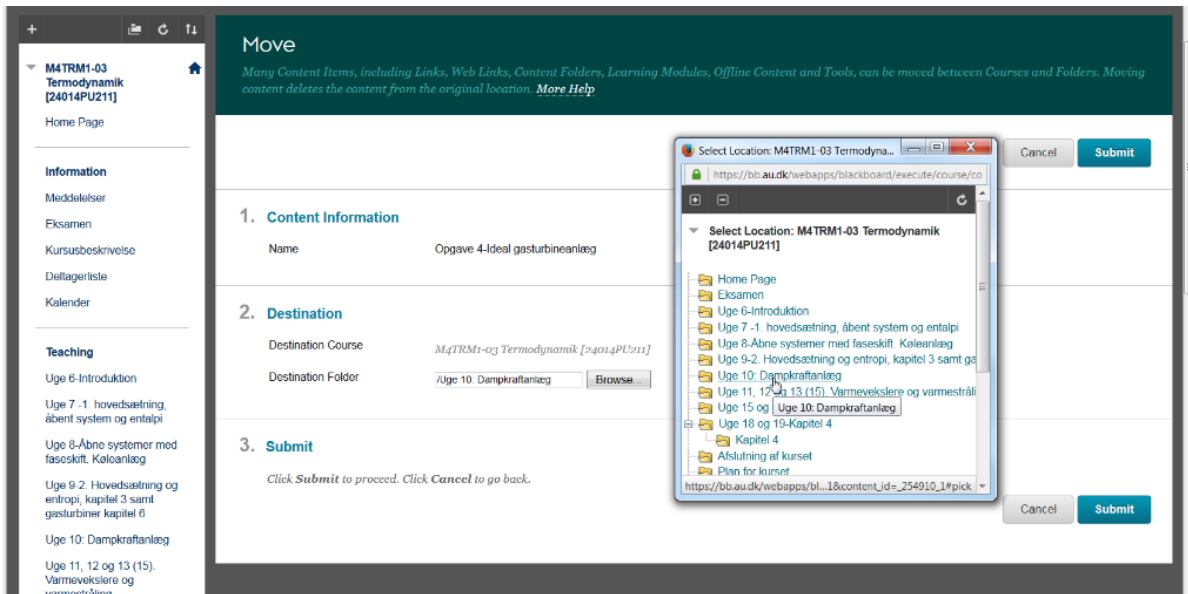 M4TRM1-03
Termodynamik
[24014PU211]
Home Page
Information
Meddelelser
Eksamen
Kursusbeskrivelse
Deltagerliste
Kalender
Teaching
Uge 6-Introduktion
Uge 7 -1. hovedsætning,
åbent system og entalpi
Uge 8-Åbne systemer med
faseskift. Køleanlæg
Uge 9-2. Hovedsætning og
entropi, kapitel 3 samt
gasturbiner kapitel 6
Uge 10: Dampkraftanlæg
Uge 11, 12 og 13 (15).
Varmevekslere og
varmestråling
Move
Many Content Items, including Links, Web Links, Content Folders, Learning Modules, Offline Content and Tools, can be moved between Courses and Folders. Moving
content deletes the content from the original location. More Help
Cancel
Submit
1. Content Information
Name
Opgave 4-Ideal gasturbineanlæg
2. Destination
Destination Course
M4TRM1-03 Termodynamik [24014PU211]
Destination Folder
/Uge 10: Dampkraftanlæg
Browse...
3. Submit
Click Submit to proceed. Click Cancel to go back.
Cancel
Submit
Select Location: M4TRM1-03 Termodyna...
https://bb.au.dk/webapps/blackboard/execute/course/co
Select Location: M4TRM1-03 Termodynamik
[24014PU211]
Home Page
Eksamen
Uge 6-Introduktion
Uge 7 -1. hovedsætning, åbent system og entalpi
Uge 8-Åbne systemer med faseskift. Køleanlæg
Uge 9-2. Hovedsætning og entropi, kapitel 3 samt ga
Uge 10: Dampkraftanlæg
Uge 11, 12 og 13 (15). Varmevekslere og varmestråli
Uge 15 og
Uge 10: Dampkraftanlæg
Uge 18 og 19-Kapitel 4
Kapitel 4
Afslutning af kurset
Plan for kurset
https://bb.au.dk/webapps/bl...1&content_id=_254910_1#pick